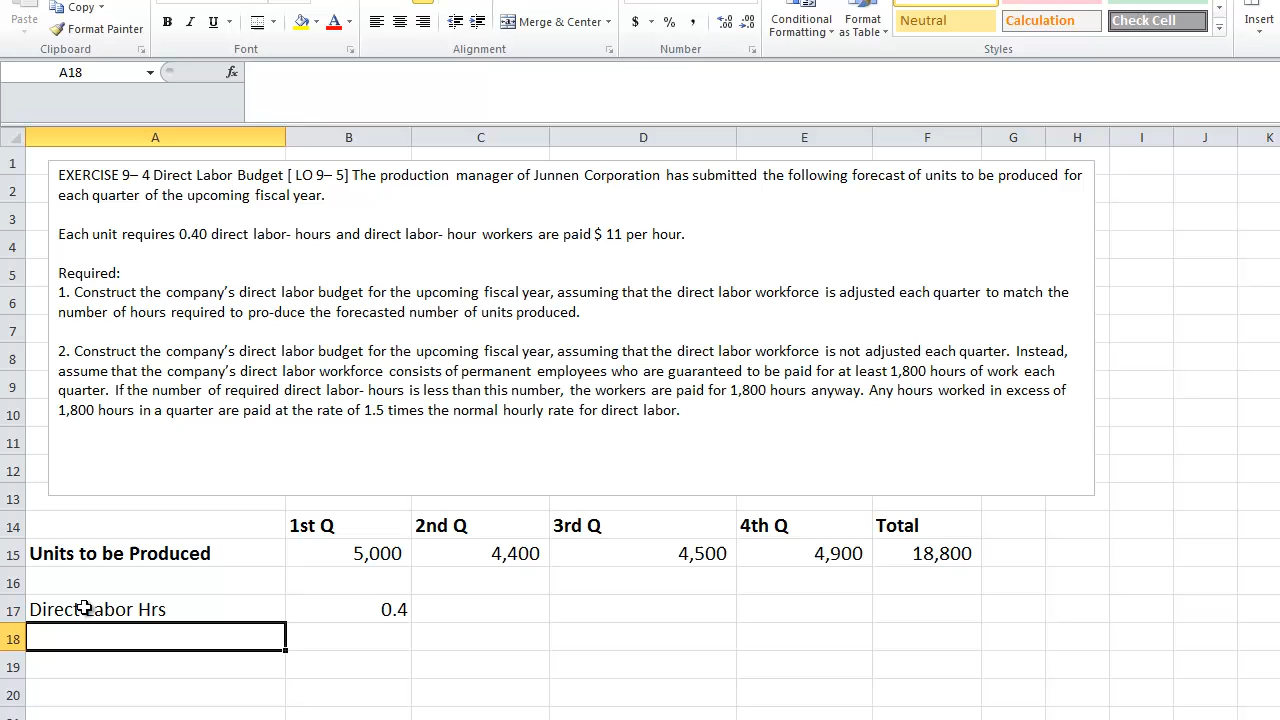 Paste
Copy
Format Painter
Clipboard
B I U
Font
A
Merge & Center
Alignment
$ % ,
Number
Conditional Formatting
Format as Table
Neutral
Calculation
Check Cell
Styles
Insert
A18
fx
A B C D E F G H I J K
1
2
3
4
5
6
7
8
9
10
11
12
13
EXERCISE 9– 4 Direct Labor Budget [ LO 9– 5] The production manager of Junnen Corporation has submitted the following forecast of units to be produced for
each quarter of the upcoming fiscal year.
Each unit requires 0.40 direct labor- hours and direct labor- hour workers are paid $ 11 per hour.
Required:
1. Construct the company’s direct labor budget for the upcoming fiscal year, assuming that the direct labor workforce is adjusted each quarter to match the
number of hours required to pro-duce the forecasted number of units produced.
2. Construct the company’s direct labor budget for the upcoming fiscal year, assuming that the direct labor workforce is not adjusted each quarter. Instead,
assume that the company’s direct labor workforce consists of permanent employees who are guaranteed to be paid for at least 1,800 hours of work each
quarter. If the number of required direct labor- hours is less than this number, the workers are paid for 1,800 hours anyway. Any hours worked in excess of
1,800 hours in a quarter are paid at the rate of 1.5 times the normal hourly rate for direct labor.
14 1st Q 2nd Q 3rd Q 4th Q Total
15 Units to be Produced 5,000 4,400 4,500 4,900 18,800
16
17 Direct Labor Hrs 0.4
18
19
20